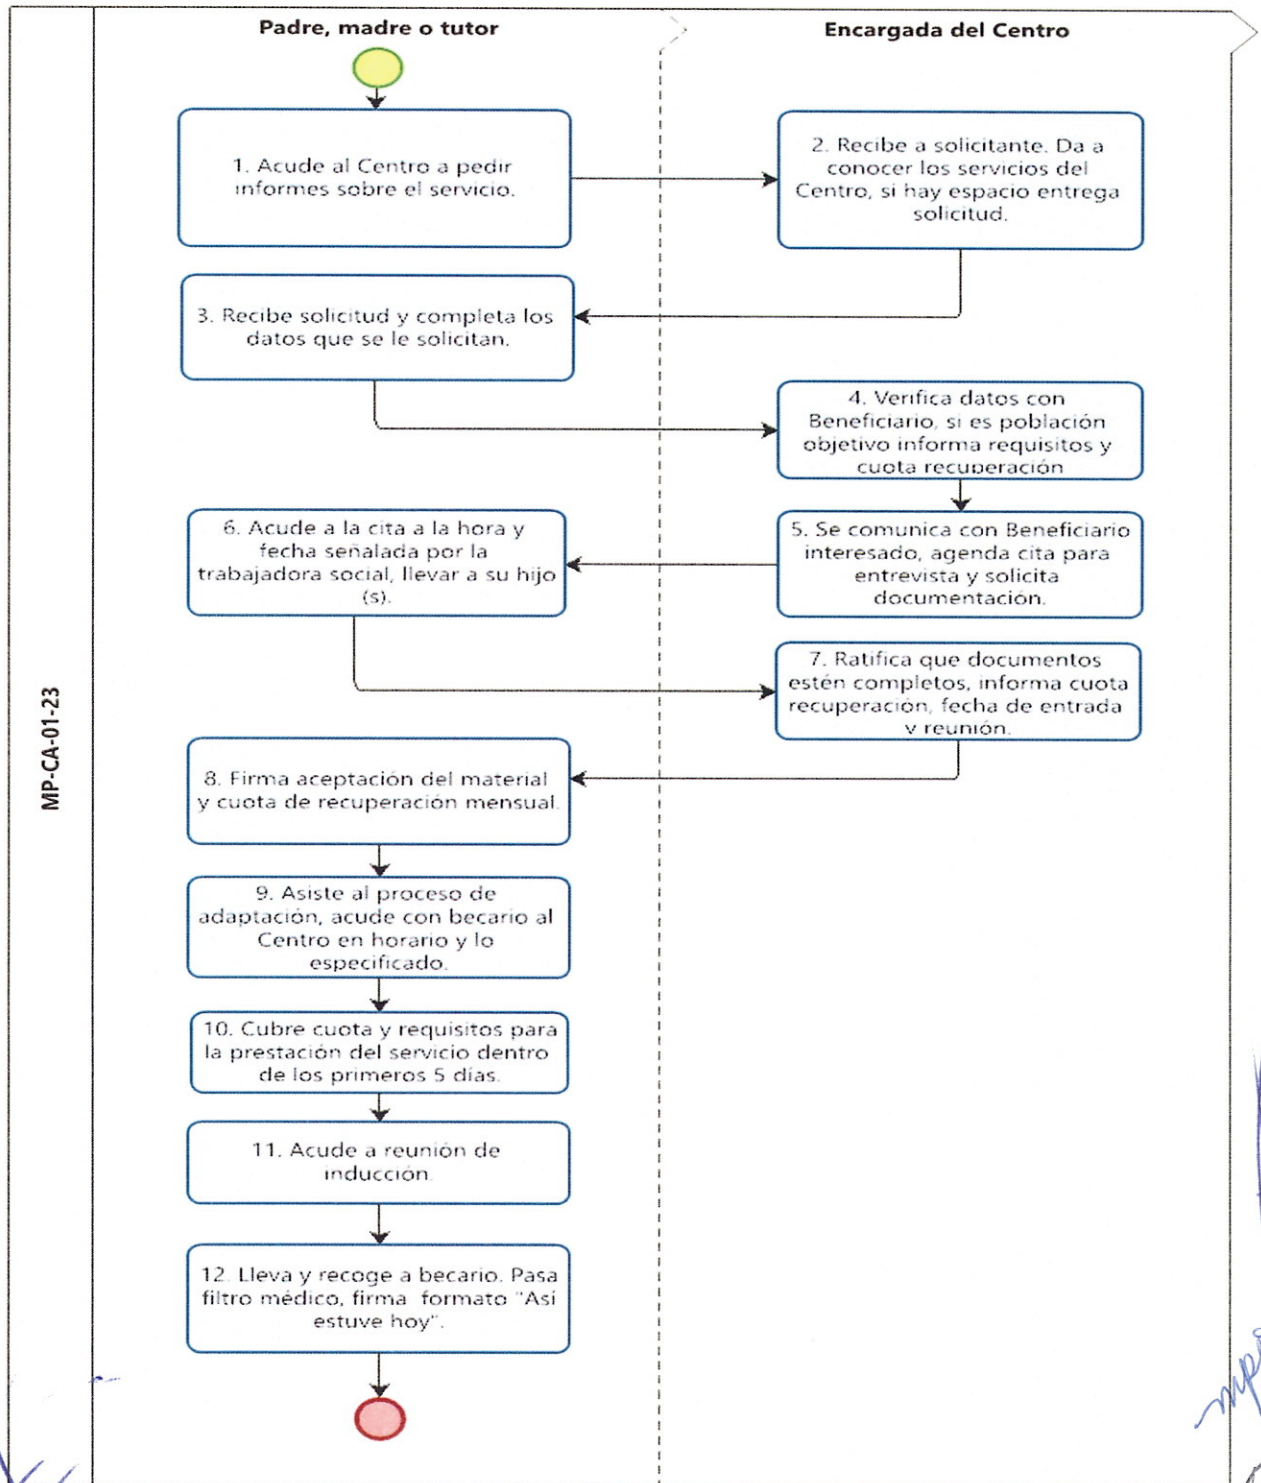 Padre, madre o tutor
Encargada del Centro
MP-CA-01-23
1. Acude al Centro a pedir
informes sobre el servicio.
2. Recibe a solicitante. Da a
conocer los servicios del
Centro, si hay espacio entrega
solicitud.
3. Recibe solicitud y completa los
datos que se le solicitan.
4. Verifica datos con
Beneficiario, si es población
objetivo informa requisitos y
cuota recuperación
5. Se comunica con Beneficiario
interesado, agenda cita para
entrevista y solicita
documentación.
6. Acude a la cita a la hora y
fecha señalada por la
trabajadora social, llevar a su hijo
(s).
7. Ratifica que documentos
estén completos, informa cuota
recuperación, fecha de entrada
y reunión.
8. Firma aceptación del material
y cuota de recuperación mensual.
9. Asiste al proceso de
adaptación, acude con becario al
Centro en horario y lo
especificado.
10. Cubre cuota y requisitos para
la prestación del servicio dentro
de los primeros 5 días.
11. Acude a reunión de
inducción.
12. Lleva y recoge a becario. Pasa
filtro médico, firma formato "Así
estuve hoy".